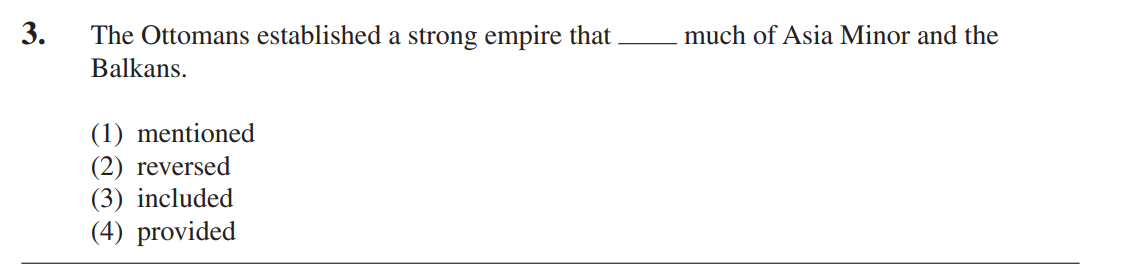 3. The Ottomans established a strong empire that _____ much of Asia Minor and the
Balkans.
(1) mentioned
(2) reversed
(3) included
(4) provided